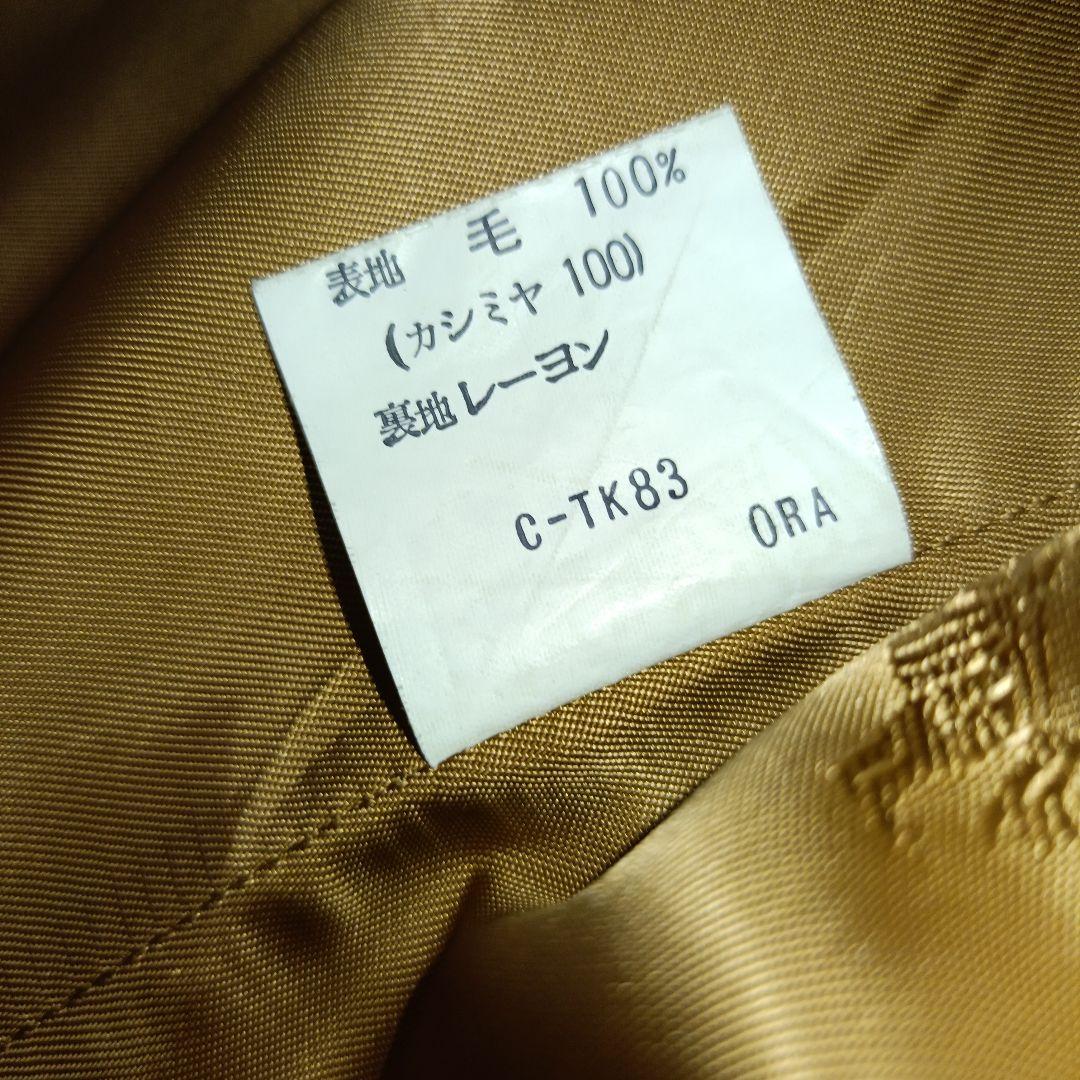 表地 毛 100%
(カシミヤ 100)
裏地 レーヨン
C-TK83
ORA